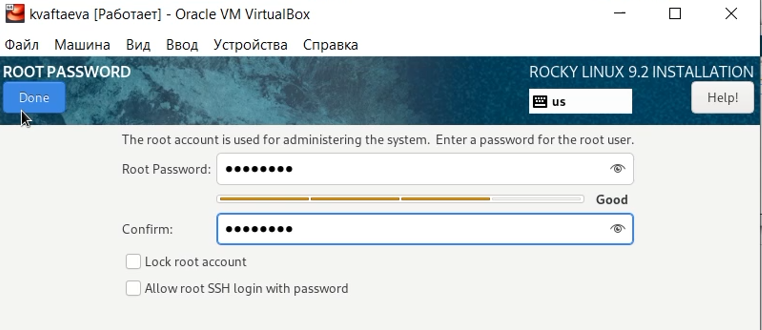 kvaftaeva [Работает] - Oracle VM VirtualBox
Файл Машина Вид Ввод Устройства Справка
ROOT PASSWORD
ROCKY LINUX 9.2 INSTALLATION
Done
us
Help!
The root account is used for administering the system. Enter a password for the root user.
Root Password: ●●●●●●●●
Good
Confirm: ●●●●●●●●
Lock root account
Allow root SSH login with password